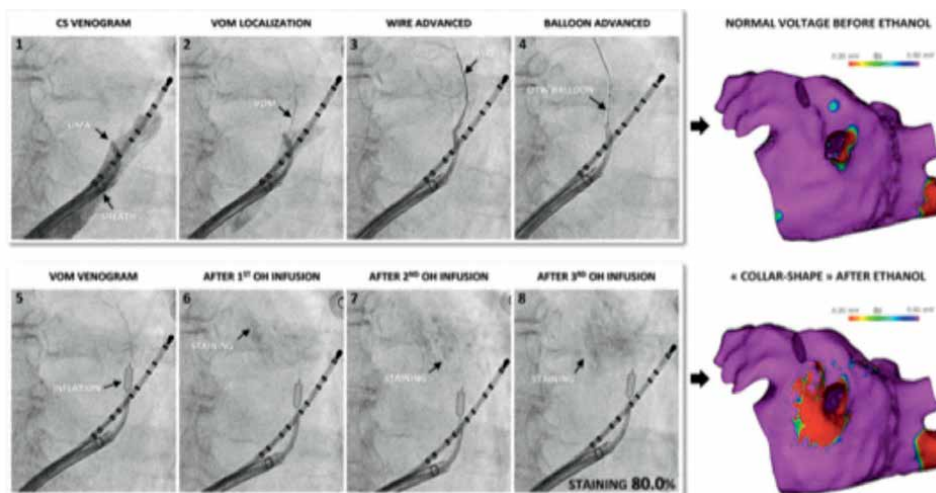 CS VENOGRAM
VOM LOCALIZATION
WIRE ADVANCED
BALLOON ADVANCED
NORMAL VOLTAGE BEFORE ETHANOL
1
2
3
4
VOM
OTW BALLOON
LIMA
SHEATH
VOM VENOGRAM
AFTER 1ST OH INFUSION
AFTER 2ND OH INFUSION
AFTER 3RD OH INFUSION
« COLLAR-SHAPE » AFTER ETHANOL
5
6
7
8
STAINING
INFLATION
STAINING
STAINING
STAINING 80.0%